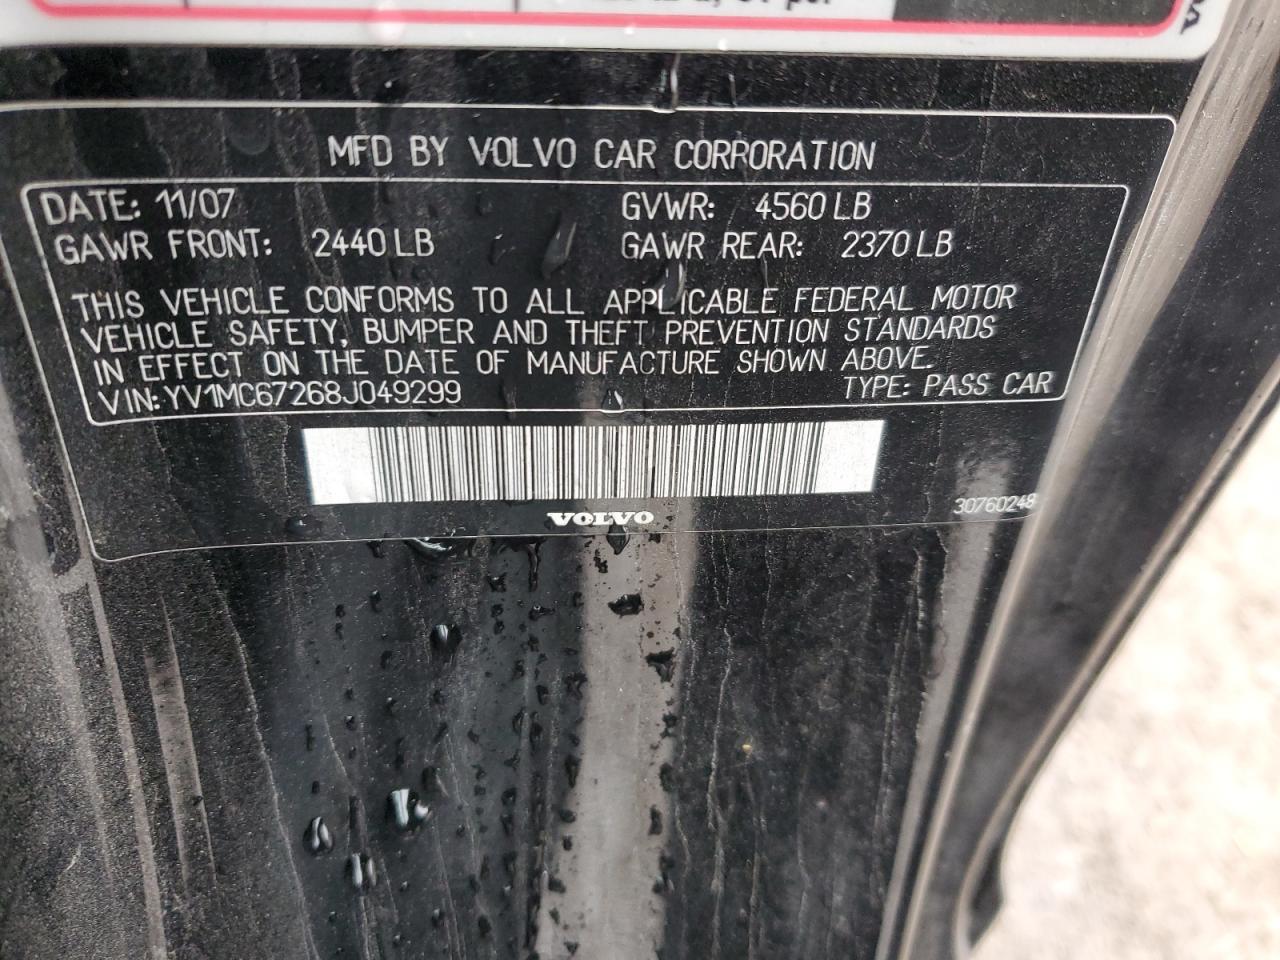 MFD BY VOLVO CAR CORPORATION
DATE: 11/07 GVWR: 4560 LB
GAWR FRONT: 2440 LB GAWR REAR: 2370 LB
THIS VEHICLE CONFORMS TO ALL APPLICABLE FEDERAL MOTOR
VEHICLE SAFETY, BUMPER AND THEFT PREVENTION STANDARDS
IN EFFECT ON THE DATE OF MANUFACTURE SHOWN ABOVE.
VIN: YV1MC67268J049299 TYPE: PASS CAR
VOLVO
30760248